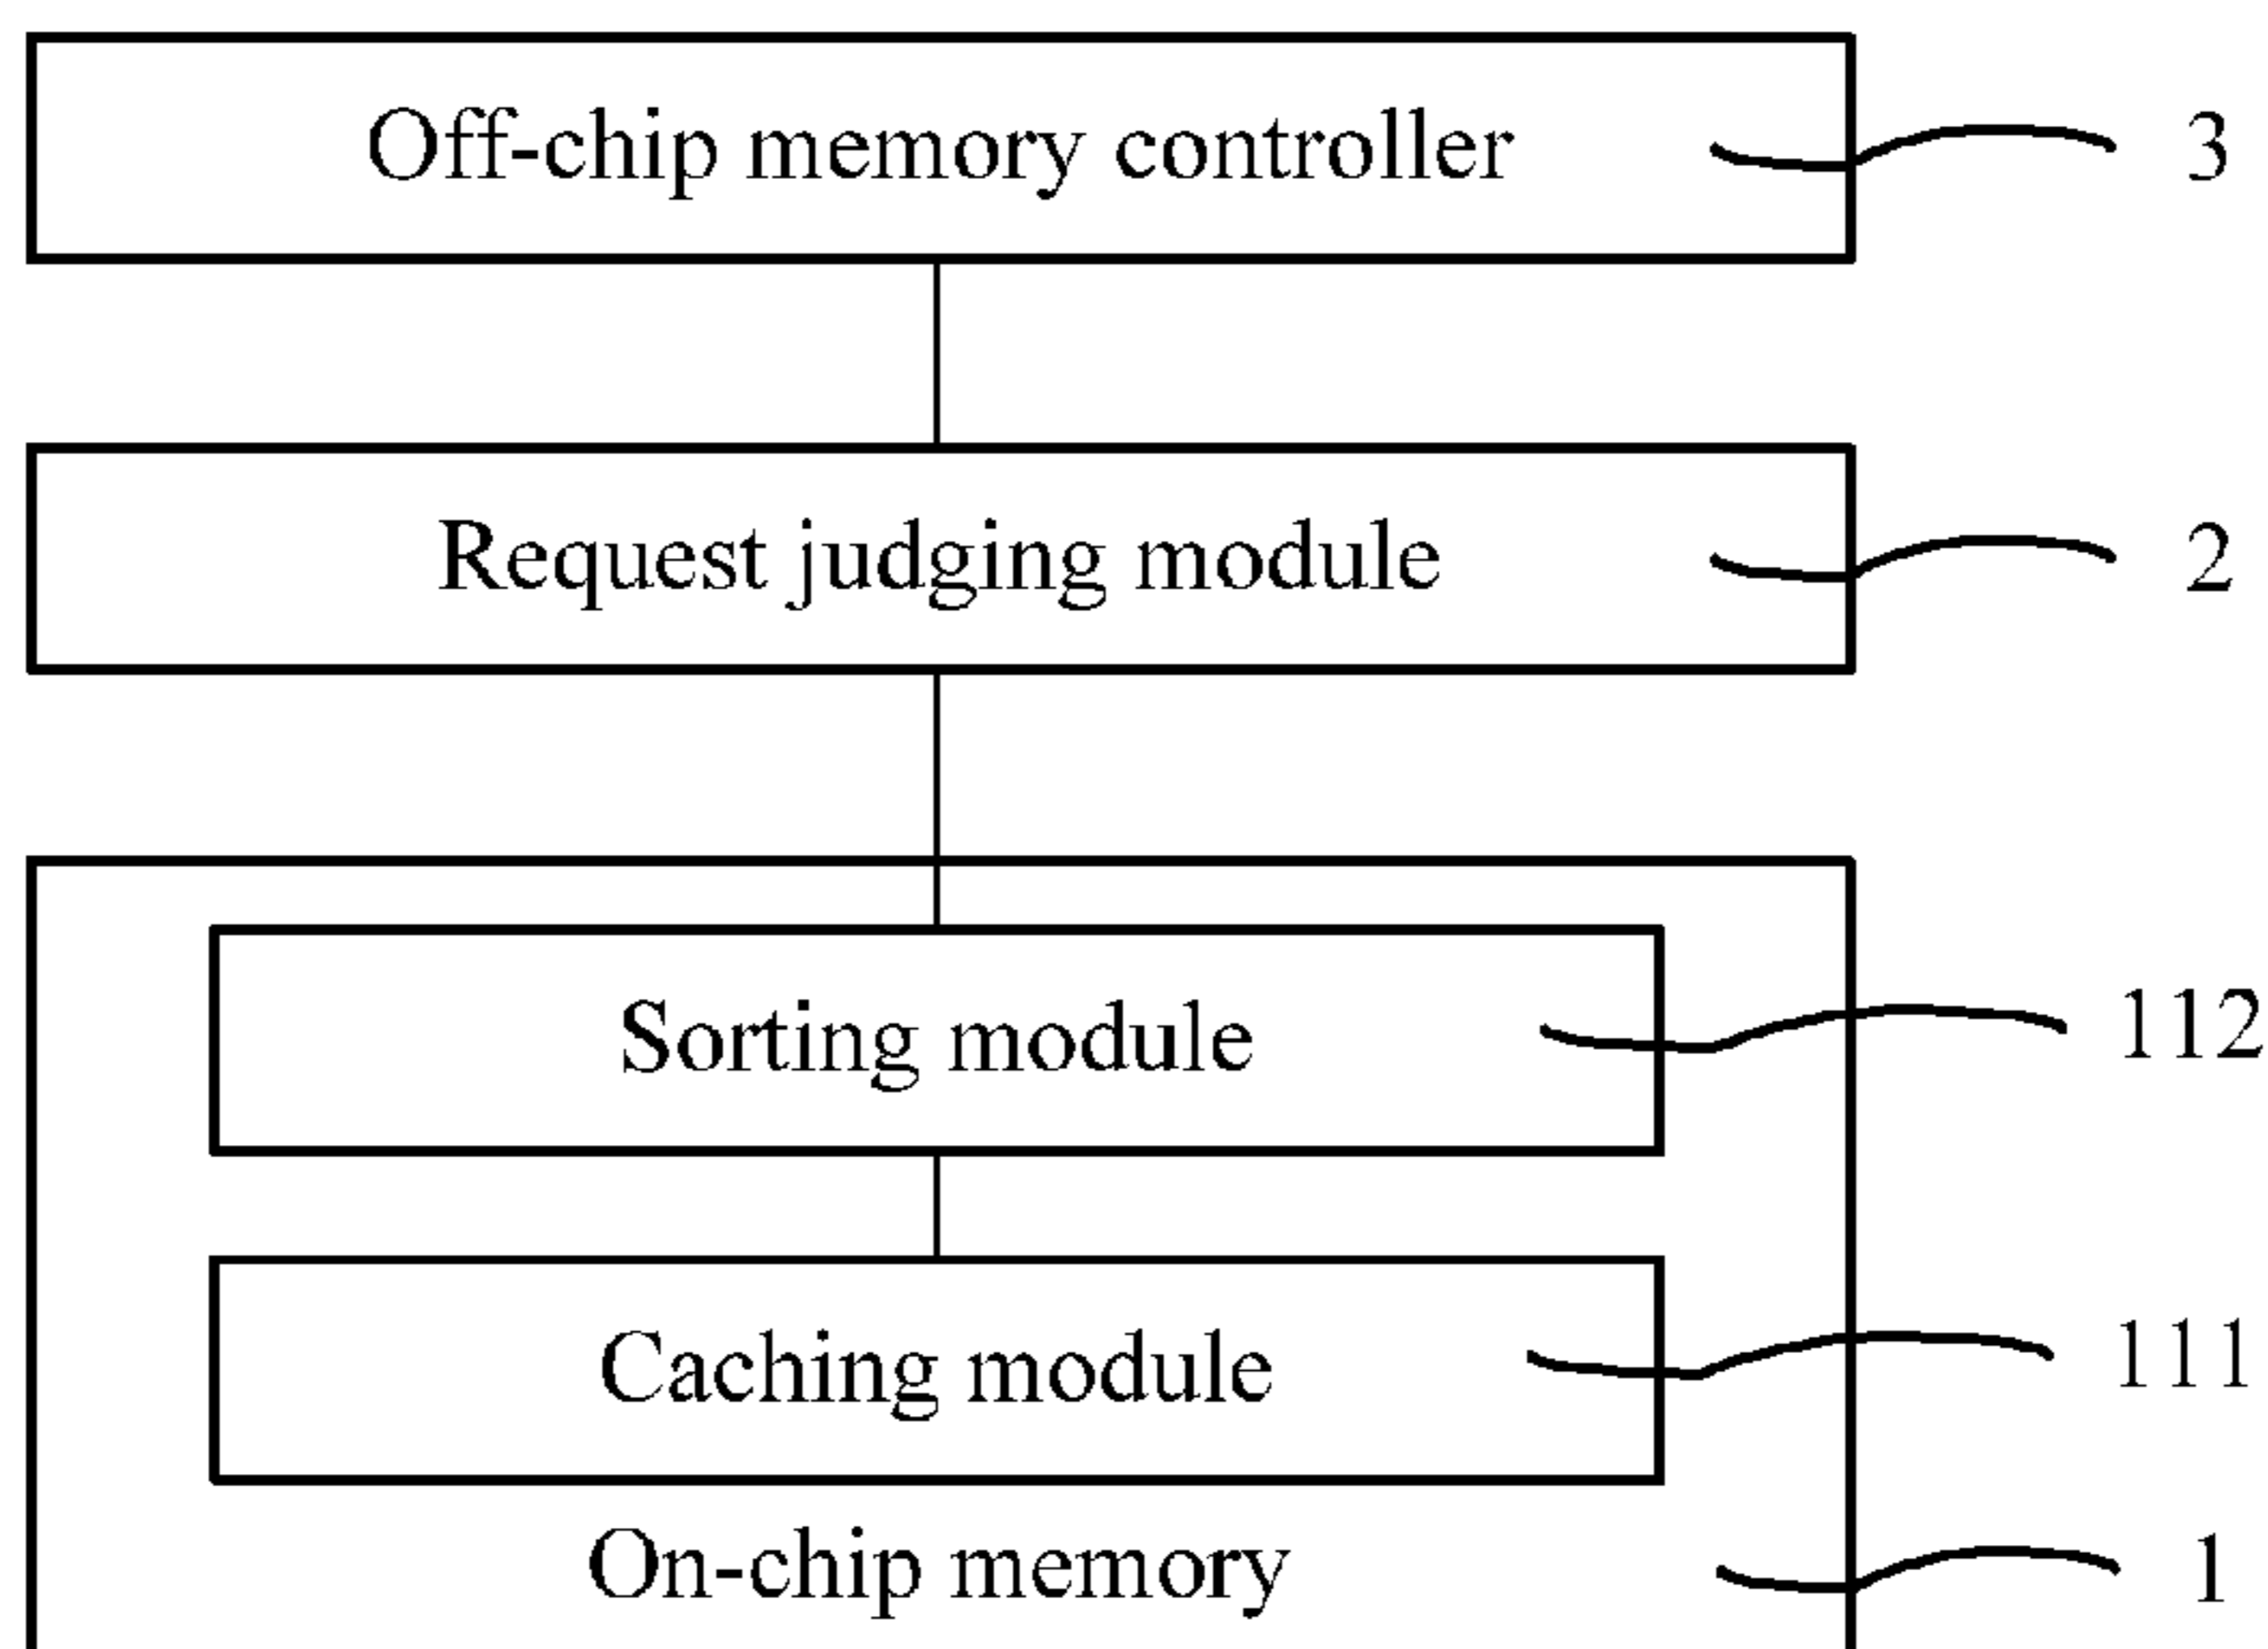 Off-chip memory controller 3
Request judging module 2
Sorting module 112
Caching module 111
On-chip memory 1